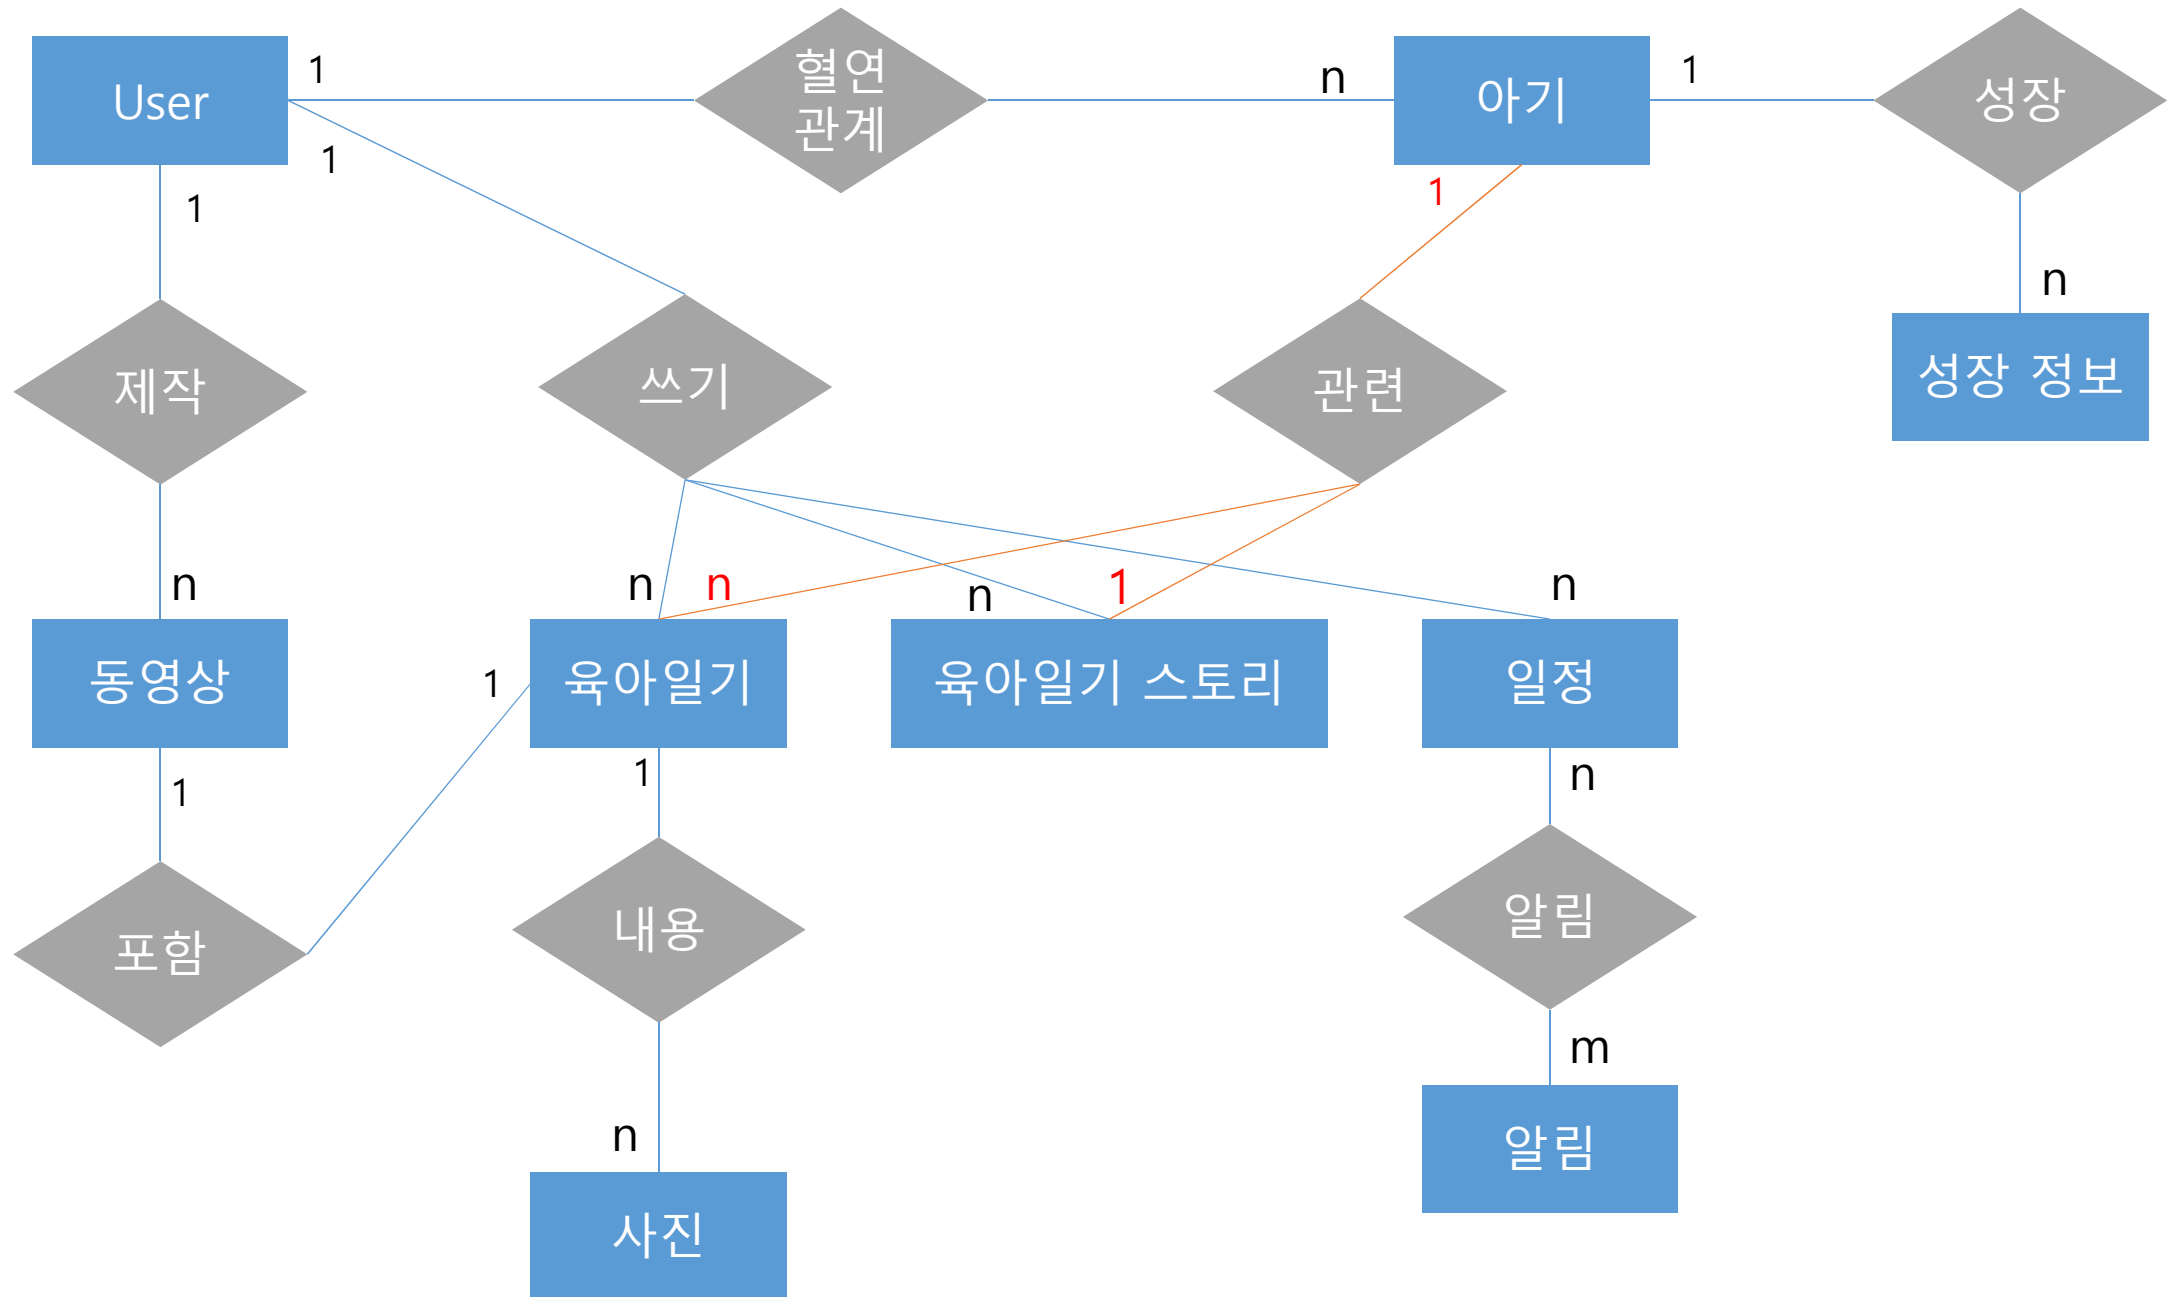 User
1
혈연
관계
n
아기
1
성장
1
1
1
n
제작
쓰기
관련
성장 정보
n
n
n
n
1
n
동영상
1
육아일기
육아일기 스토리
일정
1
1
n
포함
내용
알림
n
m
사진
알림